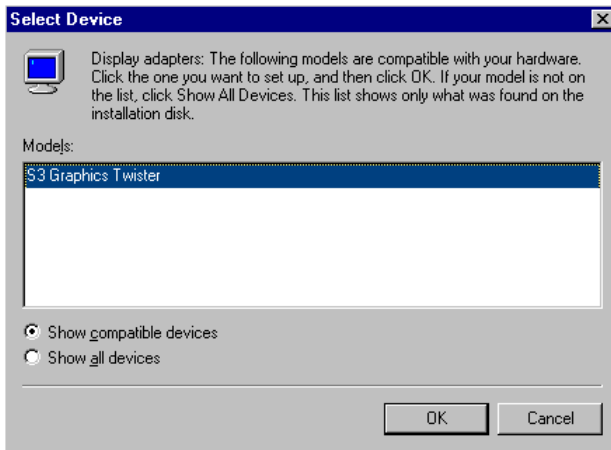 Select Device
Display adapters: The following models are compatible with your hardware.
Click the one you want to set up, and then click OK. If your model is not on
the list, click Show All Devices. This list shows only what was found on the
installation disk.
Models:
S3 Graphics Twister
Show compatible devices
Show all devices
OK Cancel